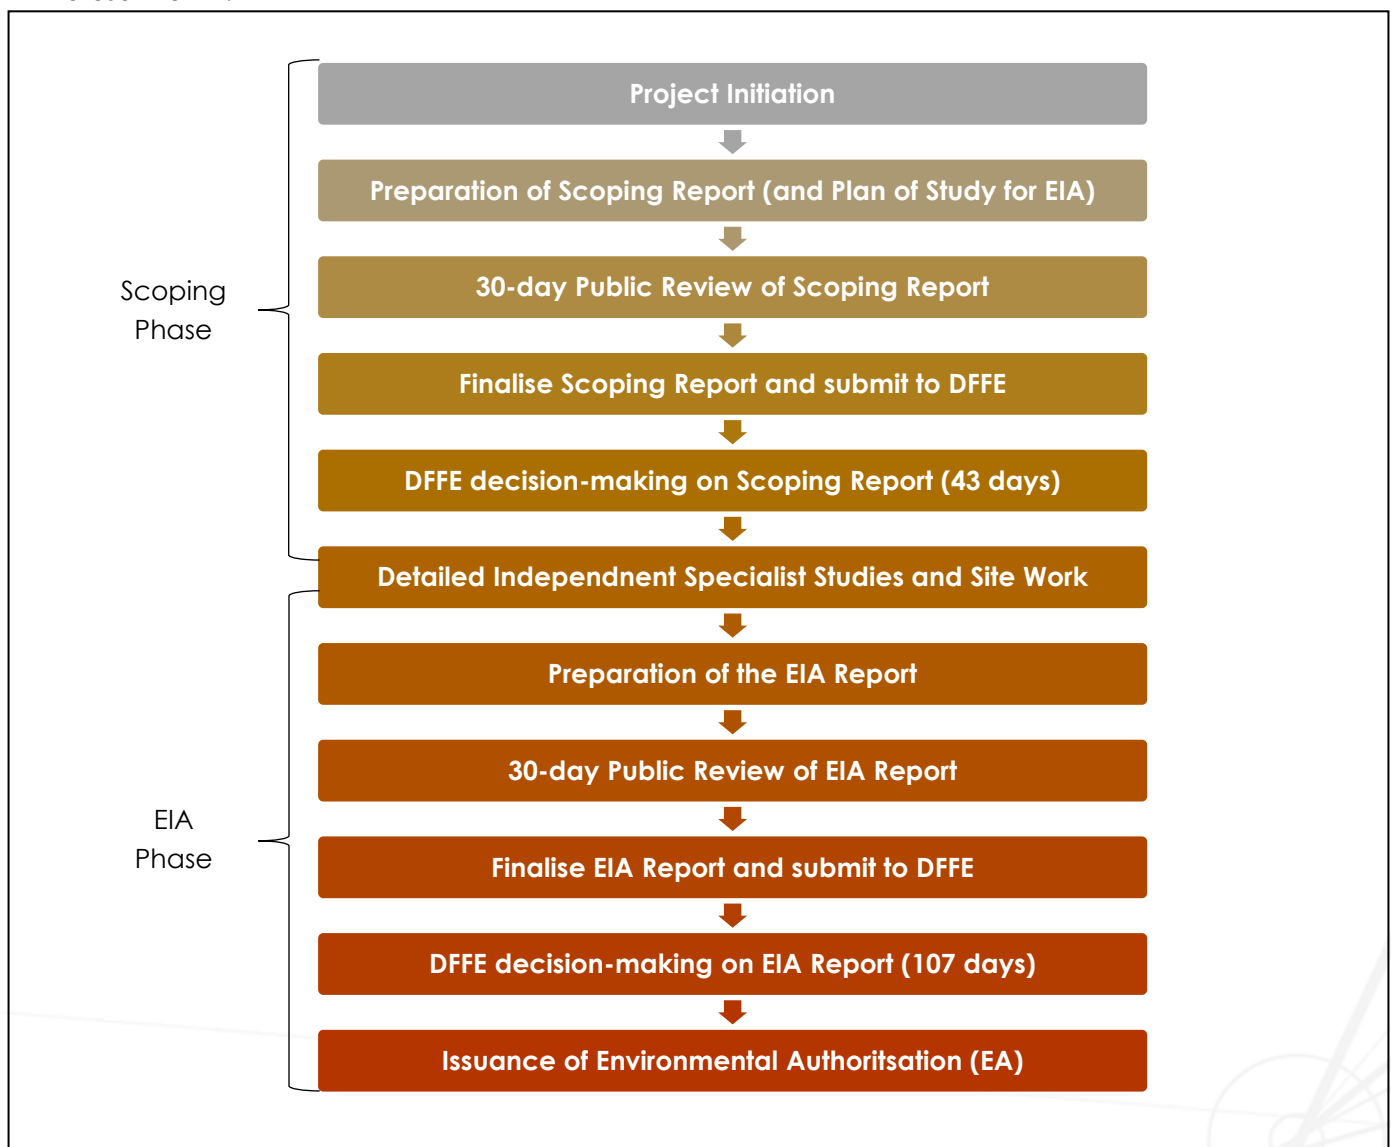 Project Initiation
Preparation of Scoping Report (and Plan of Study for EIA)
30-day Public Review of Scoping Report
Scoping
Phase
Finalise Scoping Report and submit to DFFE
DFFE decision-making on Scoping Report (43 days)
Detailed Independnent Specialist Studies and Site Work
Preparation of the EIA Report
30-day Public Review of EIA Report
EIA
Phase
Finalise EIA Report and submit to DFFE
DFFE decision-making on EIA Report (107 days)
Issuance of Environmental Authoritsation (EA)